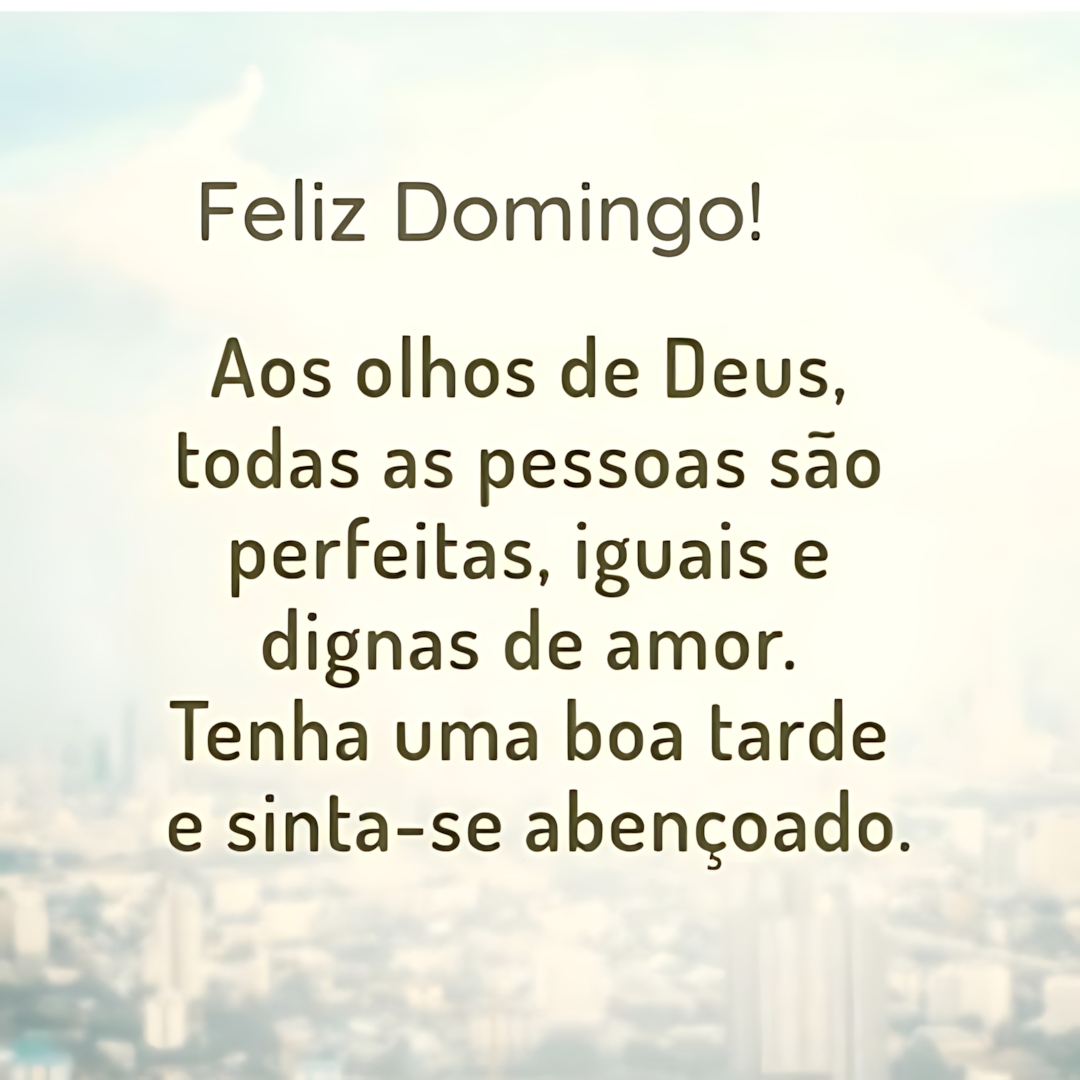 Feliz Domingo!
Aos olhos de Deus,
todas as pessoas são
perfeitas, iguais e
dignas de amor.
Tenha uma boa tarde
e sinta-se abençoado.